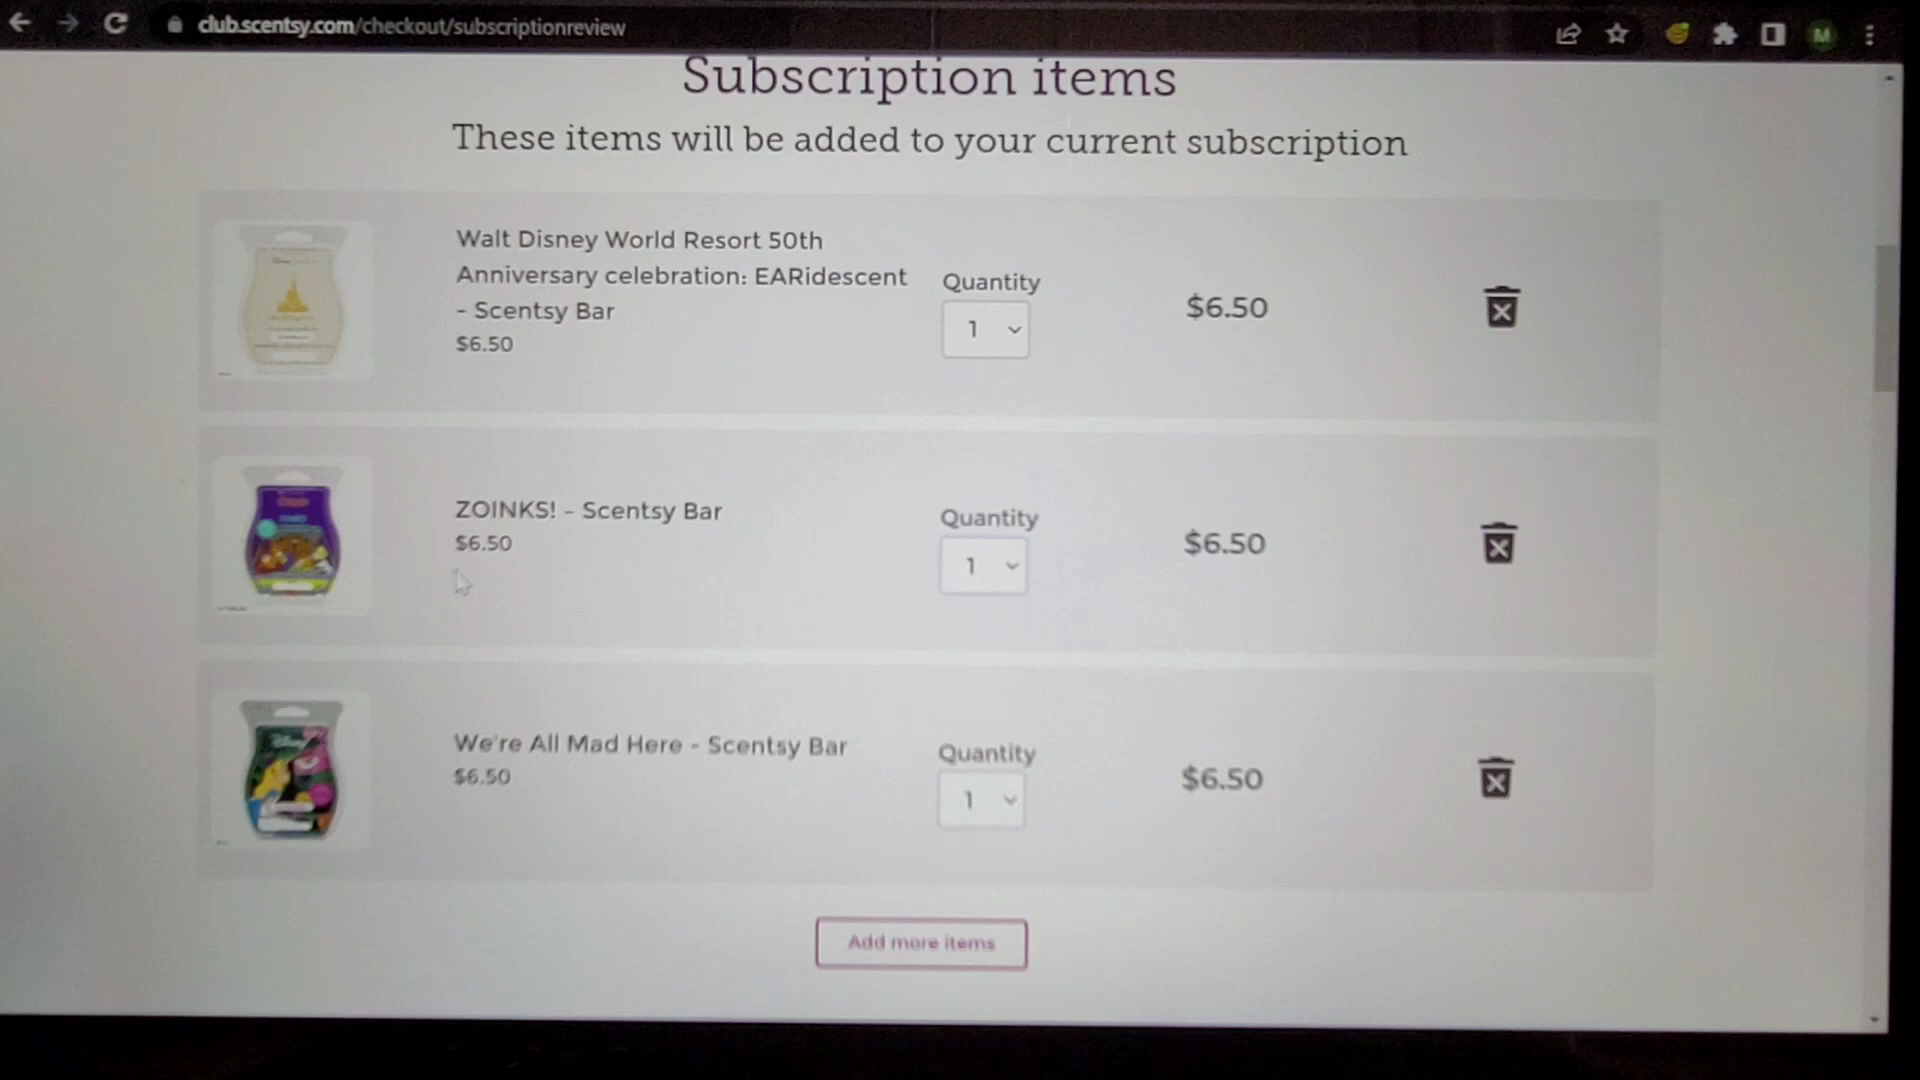 club.scentsy.com/checkout/subscriptionreview
M
Subscription items
These items will be added to your current subscription
Walt Disney World Resort 50th
Anniversary celebration: EARidescent
- Scentsy Bar
$6.50
Quantity
1
$6.50
ZOINKS! - Scentsy Bar
$6.50
Quantity
1
$6.50
We're All Mad Here - Scentsy Bar
$6.50
Quantity
1
$6.50
Add more items